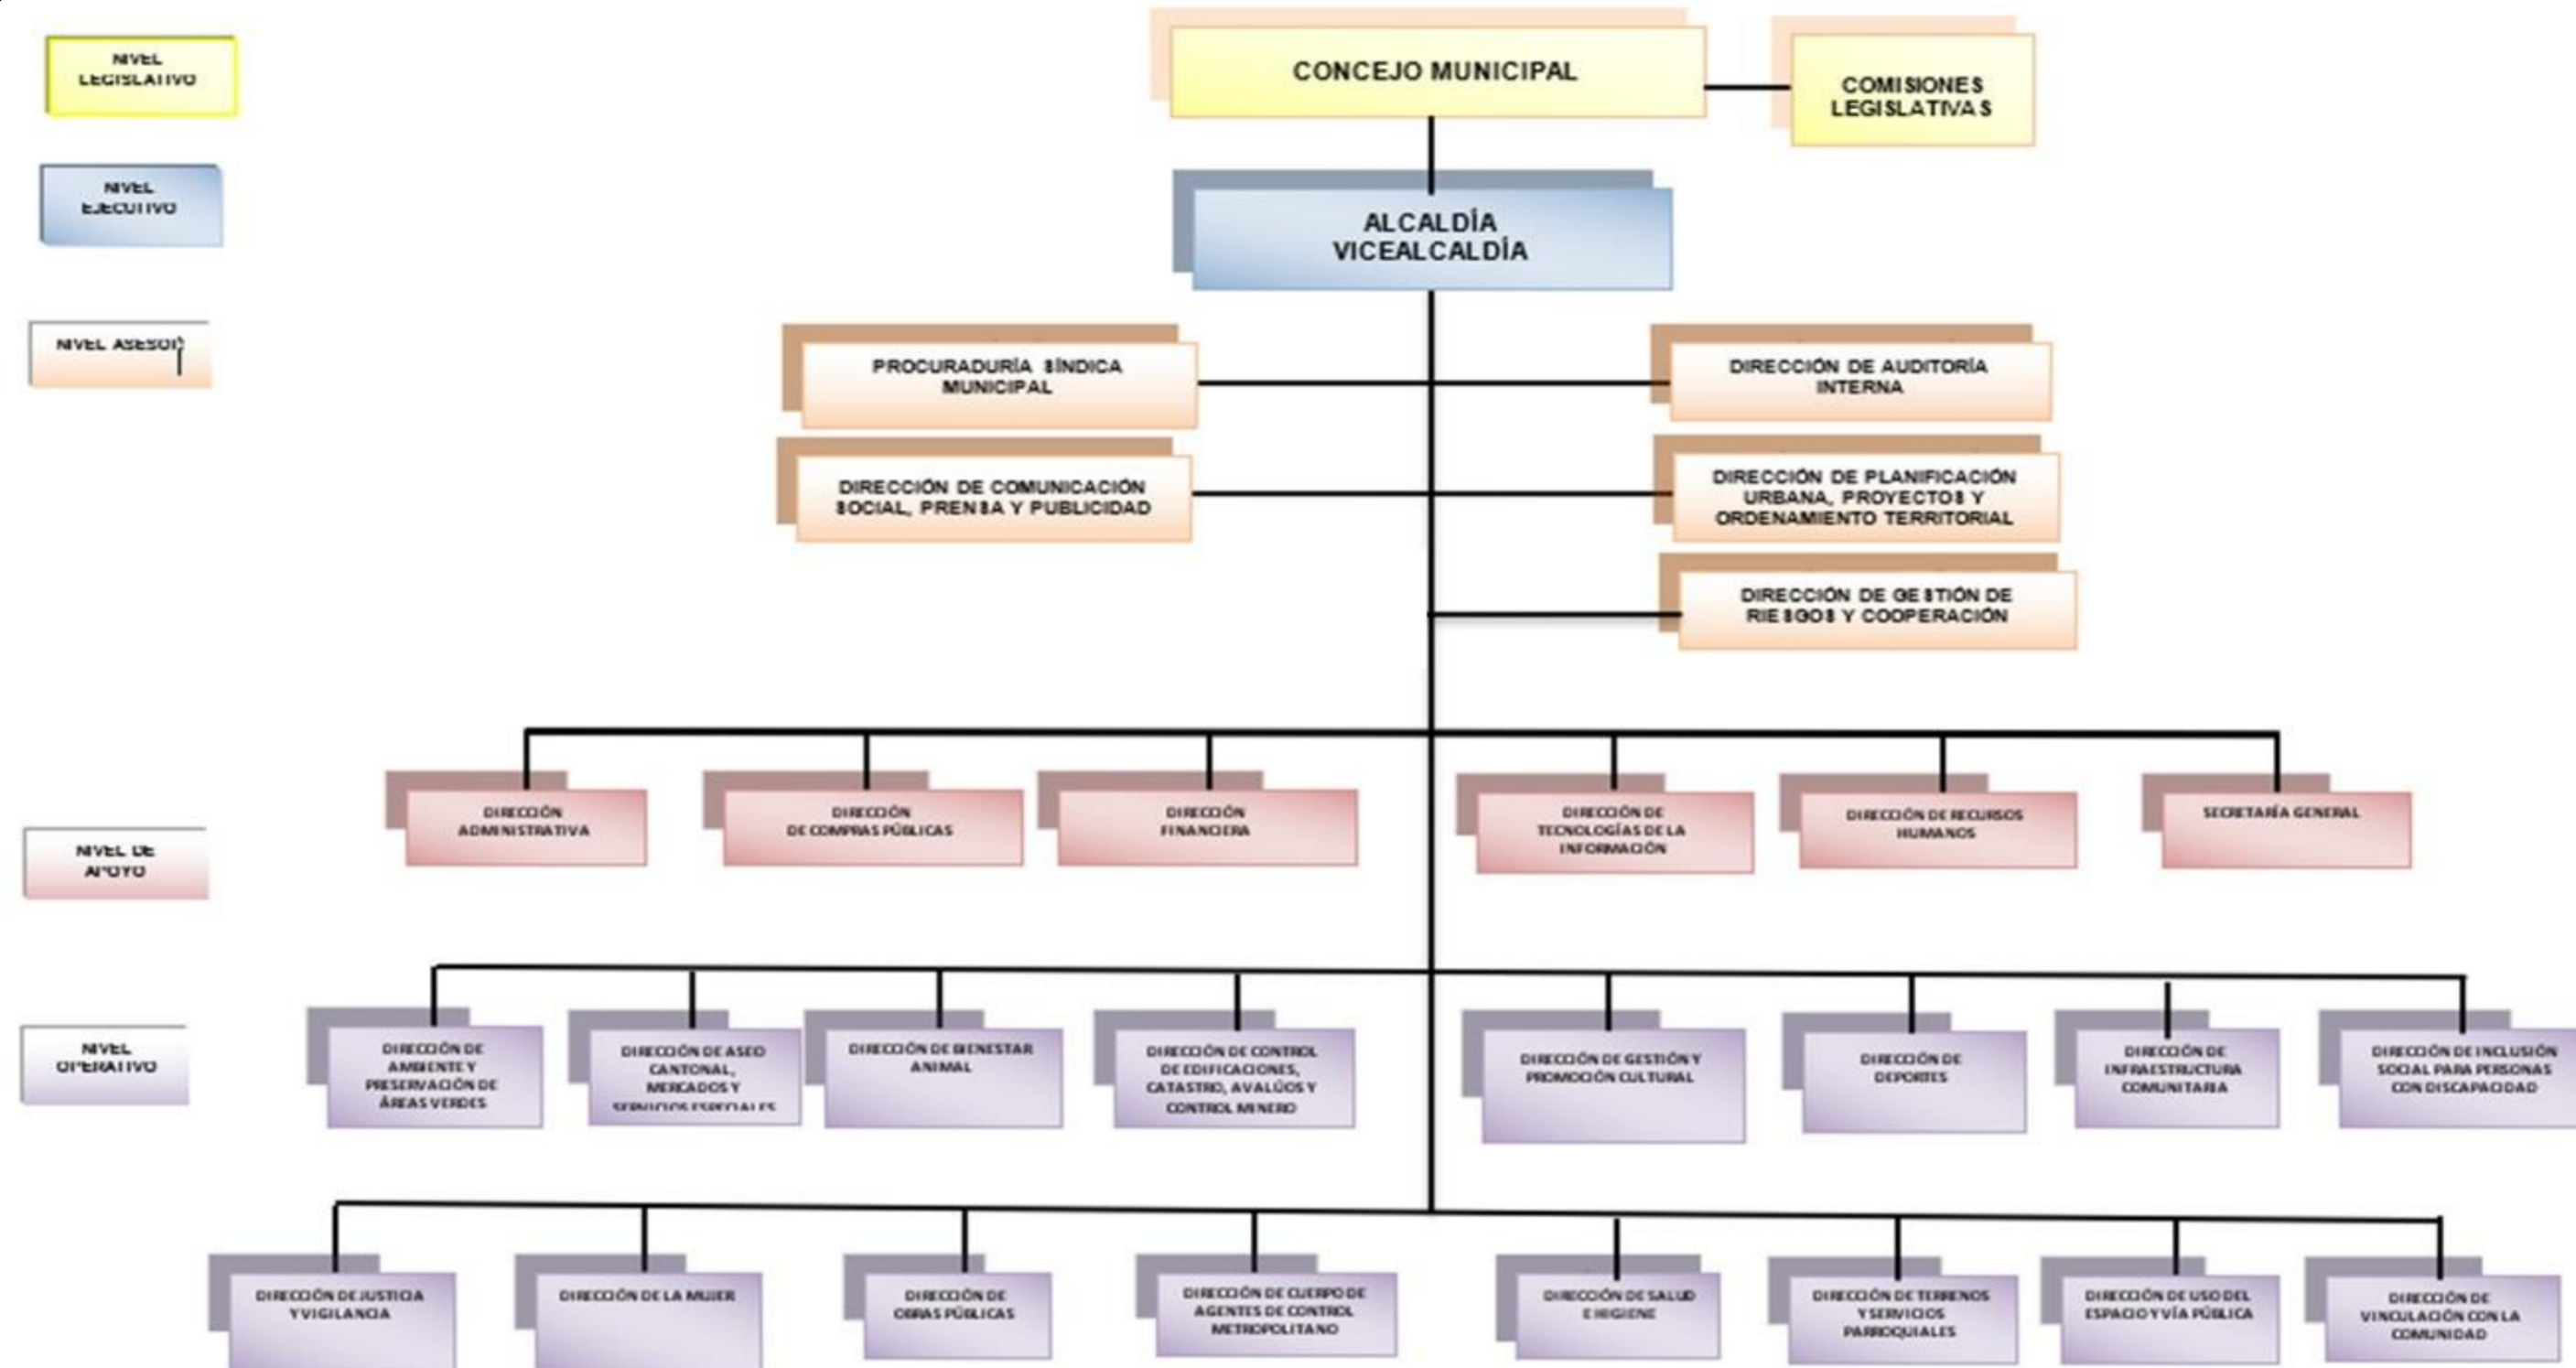 NIVEL
LEGISLATIVO
CONCEJO MUNICIPAL
COMISIONES
LEGISLATIVAS
NIVEL
EJECUTIVO
ALCALDÍA
VICEALCALDÍA
NIVEL ASESOR
PROCURADURÍA SÍNDICA
MUNICIPAL
DIRECCIÓN DE AUDITORÍA
INTERNA
DIRECCIÓN DE COMUNICACIÓN
SOCIAL, PRENSA Y PUBLICIDAD
DIRECCIÓN DE PLANIFICACIÓN
URBANA, PROYECTOS Y
ORDENAMIENTO TERRITORIAL
DIRECCIÓN DE GESTIÓN DE
RIESGOS Y COOPERACIÓN
NIVEL DE
APOYO
DIRECCIÓN
ADMINISTRATIVA
DIRECCIÓN
DE COMPRAS PÚBLICAS
DIRECCIÓN
FINANCIERA
DIRECCIÓN DE
TECNOLOGÍAS DE LA
INFORMACIÓN
DIRECCIÓN DE RECURSOS
HUMANOS
SECRETARÍA GENERAL
NIVEL
OPERATIVO
DIRECCIÓN DE
AMBIENTE Y
PRESERVACIÓN DE
ÁREAS VERDES
DIRECCIÓN DE ASEO
CANTONAL,
MERCADOS Y
SERVICIOS ESPECIALES
DIRECCIÓN DE BIENESTAR
ANIMAL
DIRECCIÓN DE CONTROL
DE EDIFICACIONES,
CATASTRO, AVALÚOS Y
CONTROL MINERO
DIRECCIÓN DE GESTIÓN Y
PROMOCIÓN CULTURAL
DIRECCIÓN DE
DEPORTES
DIRECCIÓN DE
INFRAESTRUCTURA
COMUNITARIA
DIRECCIÓN DE INCLUSIÓN
SOCIAL PARA PERSONAS
CON DISCAPACIDAD
DIRECCIÓN DE JUSTICIA
Y VIGILANCIA
DIRECCIÓN DE LA MUJER
DIRECCIÓN DE
OBRAS PÚBLICAS
DIRECCIÓN DE CUERPO DE
AGENTES DE CONTROL
METROPOLITANO
DIRECCIÓN DE SALUD
E HIGIENE
DIRECCIÓN DE TERRENOS
Y SERVICIOS
PARROQUIALES
DIRECCIÓN DE USO DEL
ESPACIO Y VÍA PÚBLICA
DIRECCIÓN DE
VINCULACIÓN CON LA
COMUNIDAD